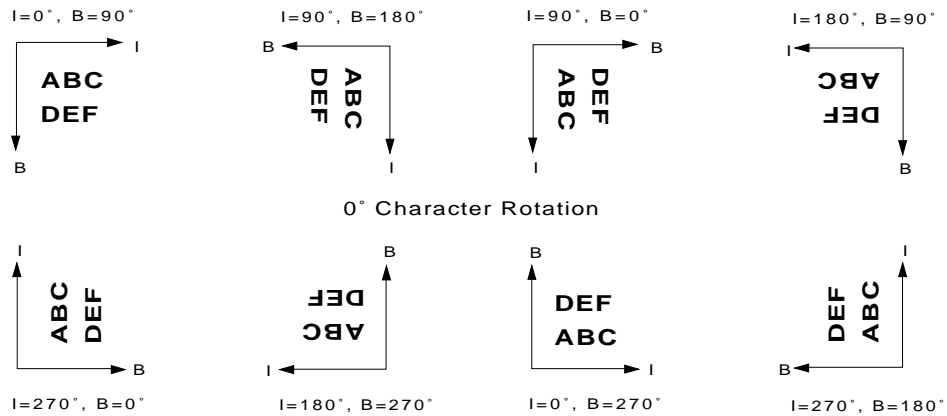 I=0°, B=90° I=90°, B=180° I=90°, B=0° I=180°, B=90°
I B B I
ABC ABC DEF ABC
DEF DEF ABC DEF
B I I B
0° Character Rotation
I B B I
ABC DEF DEF DEF
DEF ABC ABC ABC
B I I B
I=270°, B=0° I=180°, B=270° I=0°, B=270° I=270°, B=180°